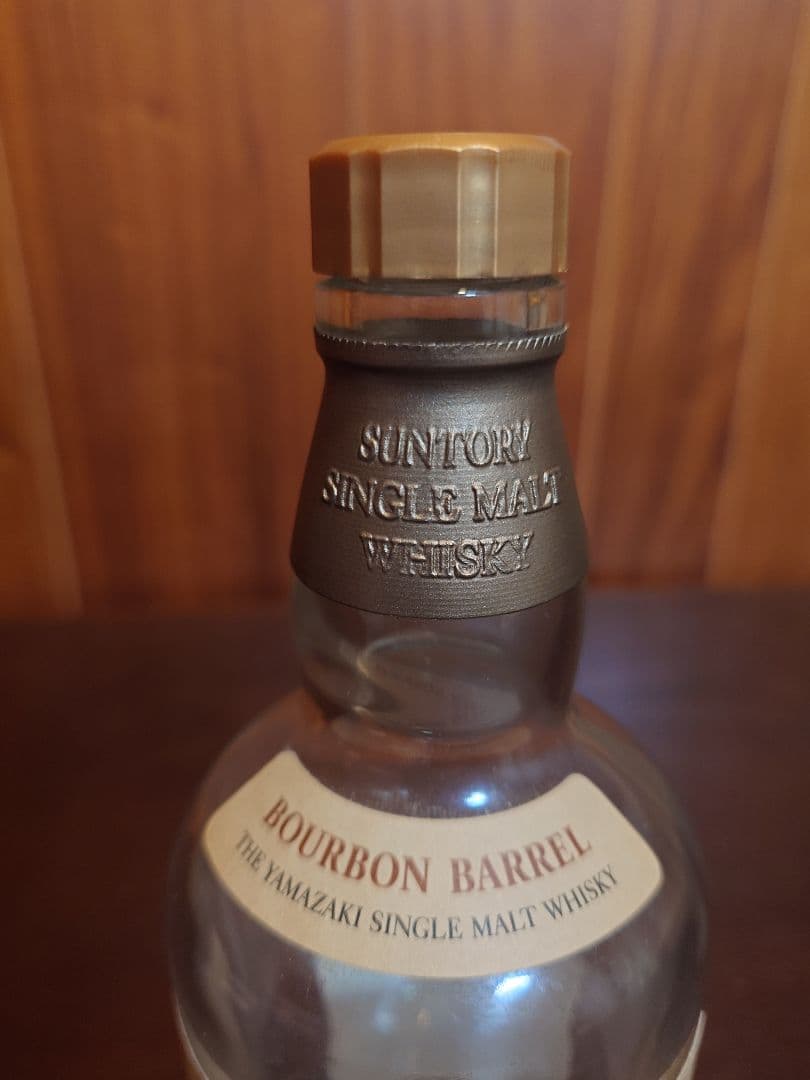 SUNTORY
SINGLE MALT
WHISKY
BOURBON BARREL
THE YAMAZAKI SINGLE MALT WHISKY